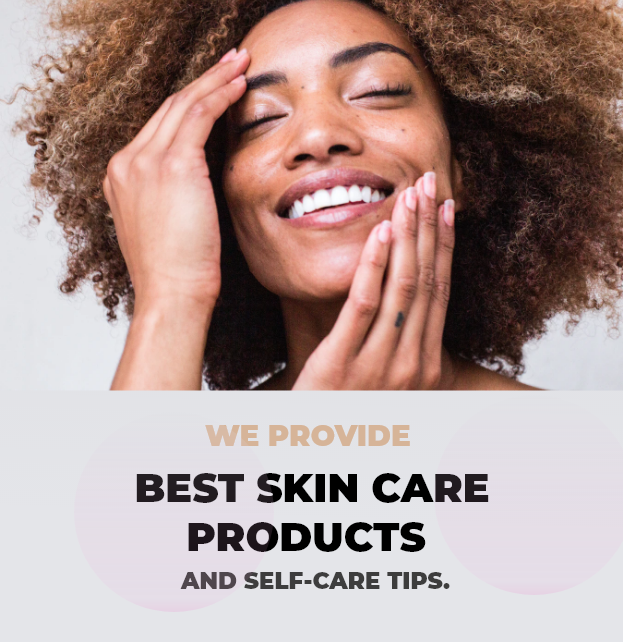 WE PROVIDE
BEST SKIN CARE
PRODUCTS
AND SELF-CARE TIPS.